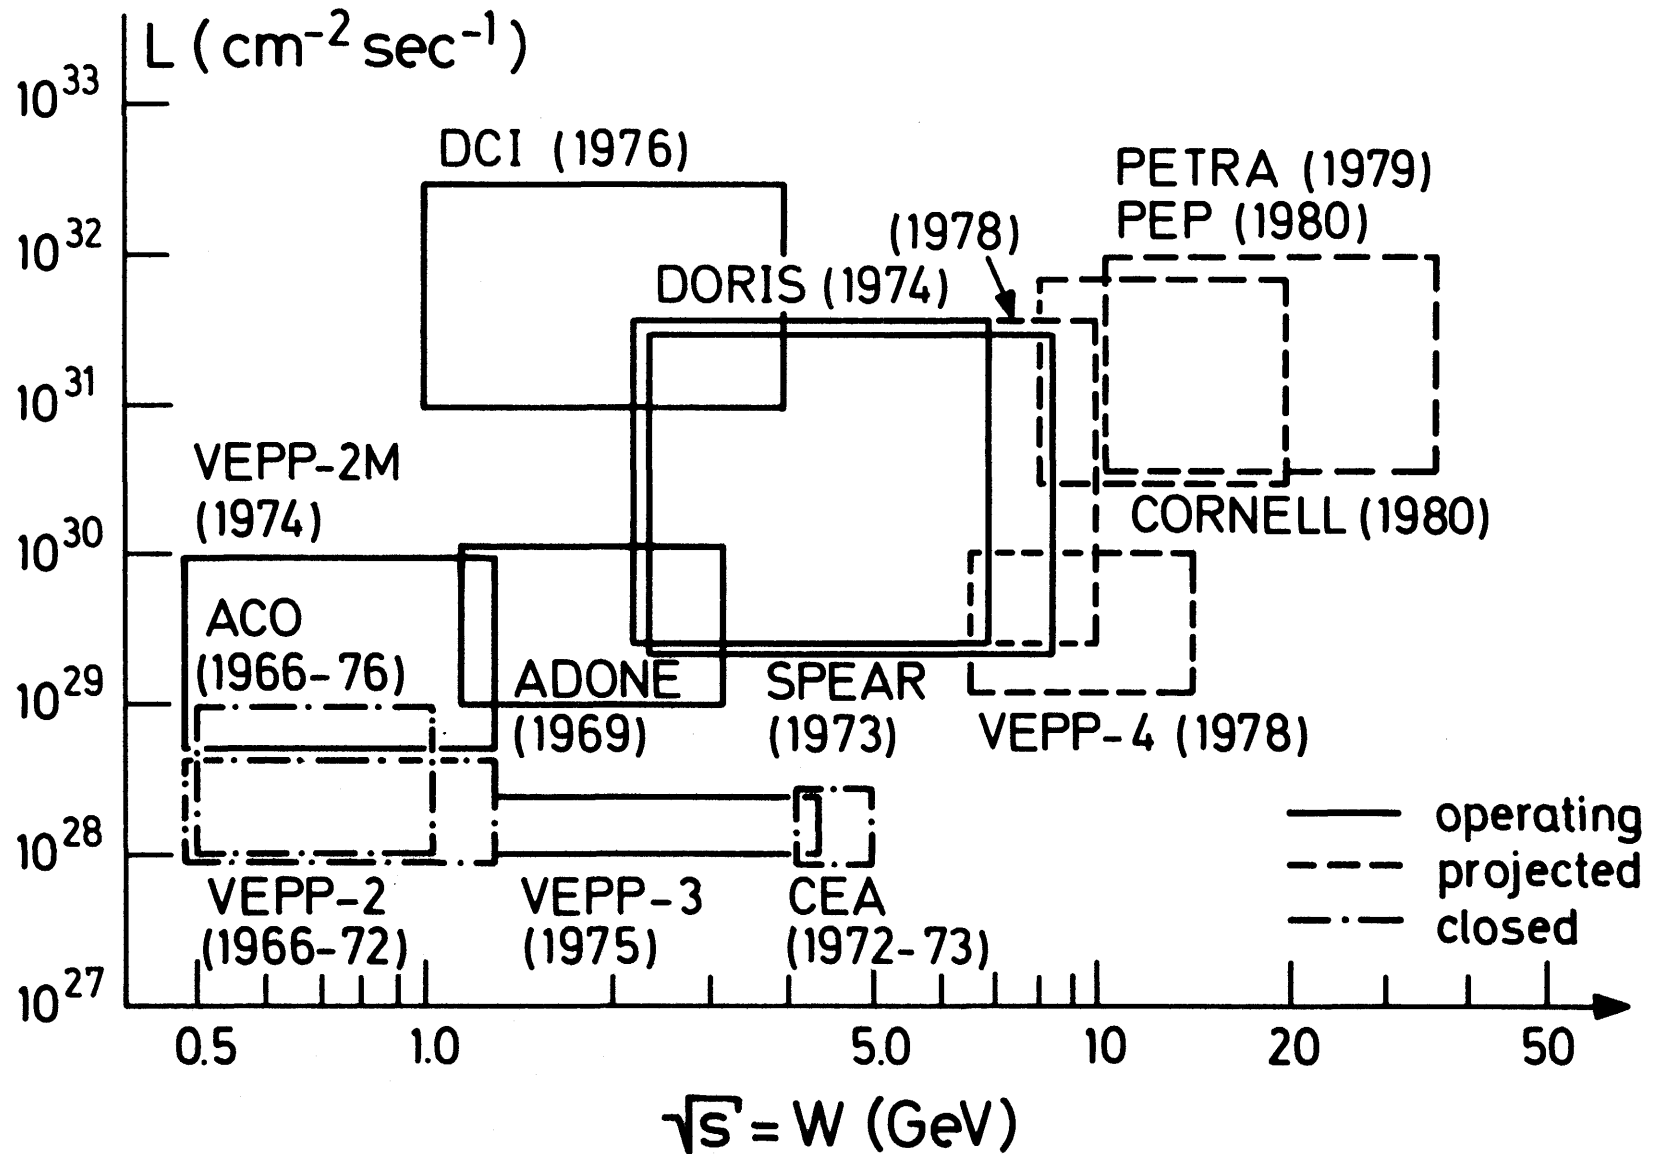 L (cm⁻² sec⁻¹)
10³³
10³²
10³¹
10³⁰
10²⁹
10²⁸
10²⁷
DCI (1976)
PETRA (1979)
PEP (1980)
(1978)
DORIS (1974)
VEPP-2M
(1974)
CORNELL (1980)
ACO
(1966-76)
ADONE
(1969)
SPEAR
(1973)
VEPP-4 (1978)
VEPP-2
(1966-72)
VEPP-3
(1975)
CEA
(1972-73)
operating
projected
closed
0.5 1.0 5.0 10 20 50
√s = W (GeV)